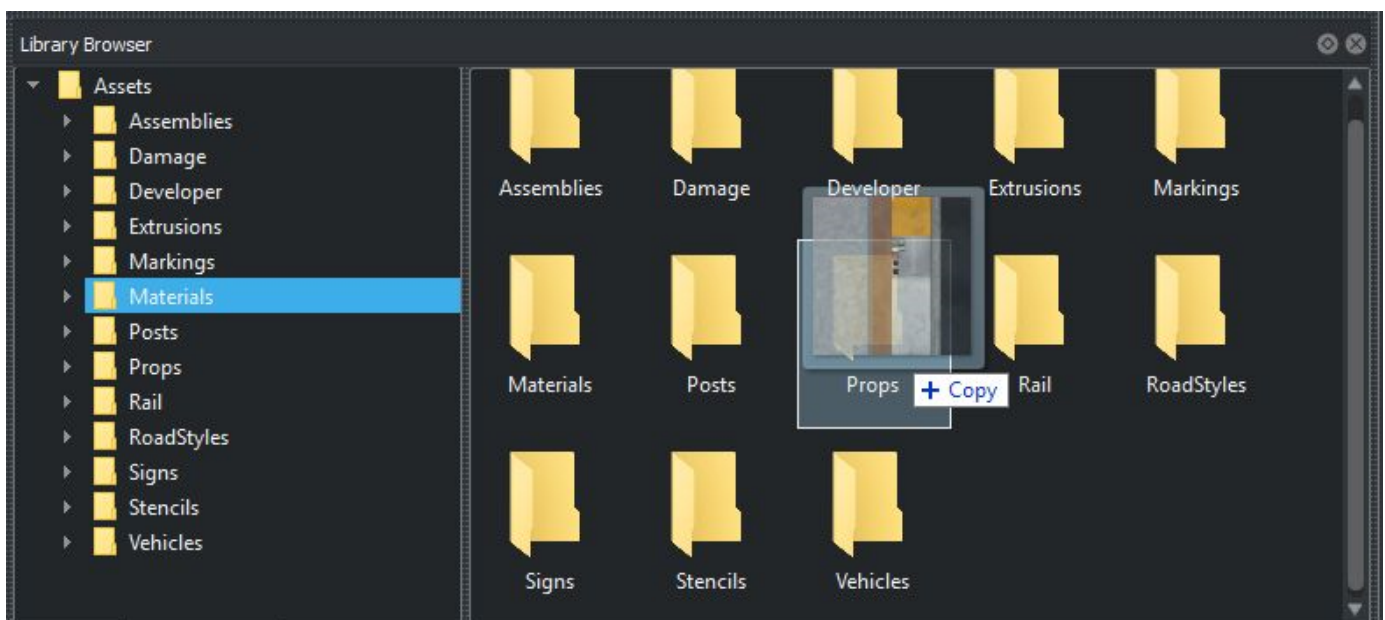 Library Browser
Assets
Assemblies
Damage
Developer
Extrusions
Markings
Materials
Posts
Props
Rail
RoadStyles
Signs
Stencils
Vehicles
Assemblies Damage Developer Extrusions Markings
Materials Posts Props + Copy Rail RoadStyles
Signs Stencils Vehicles